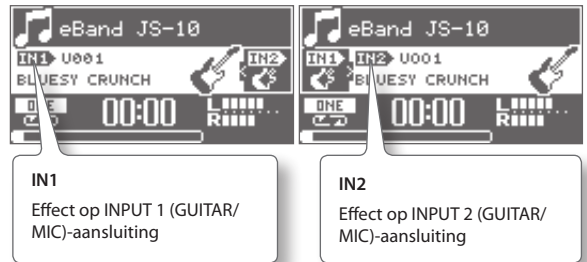 eBand JS-10
IN1 U001 IN2
BLUESY CRUNCH
ONE 00:00 L
R
IN1
Effect op INPUT 1 (GUITAR/
MIC)-aansluiting
eBand JS-10
IN1 IN2 U001
BLUESY CRUNCH
ONE 00:00 L
R
IN2
Effect op INPUT 2 (GUITAR/
MIC)-aansluiting